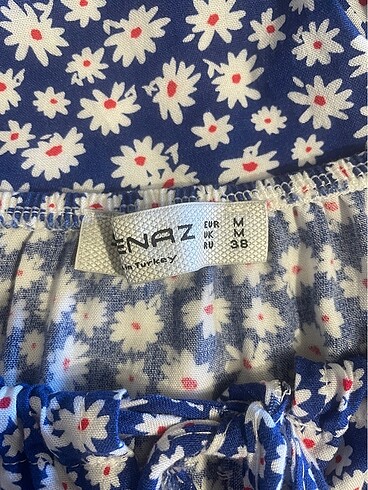 ENAZ
EUR M
UK M
RU 38
in Turkey